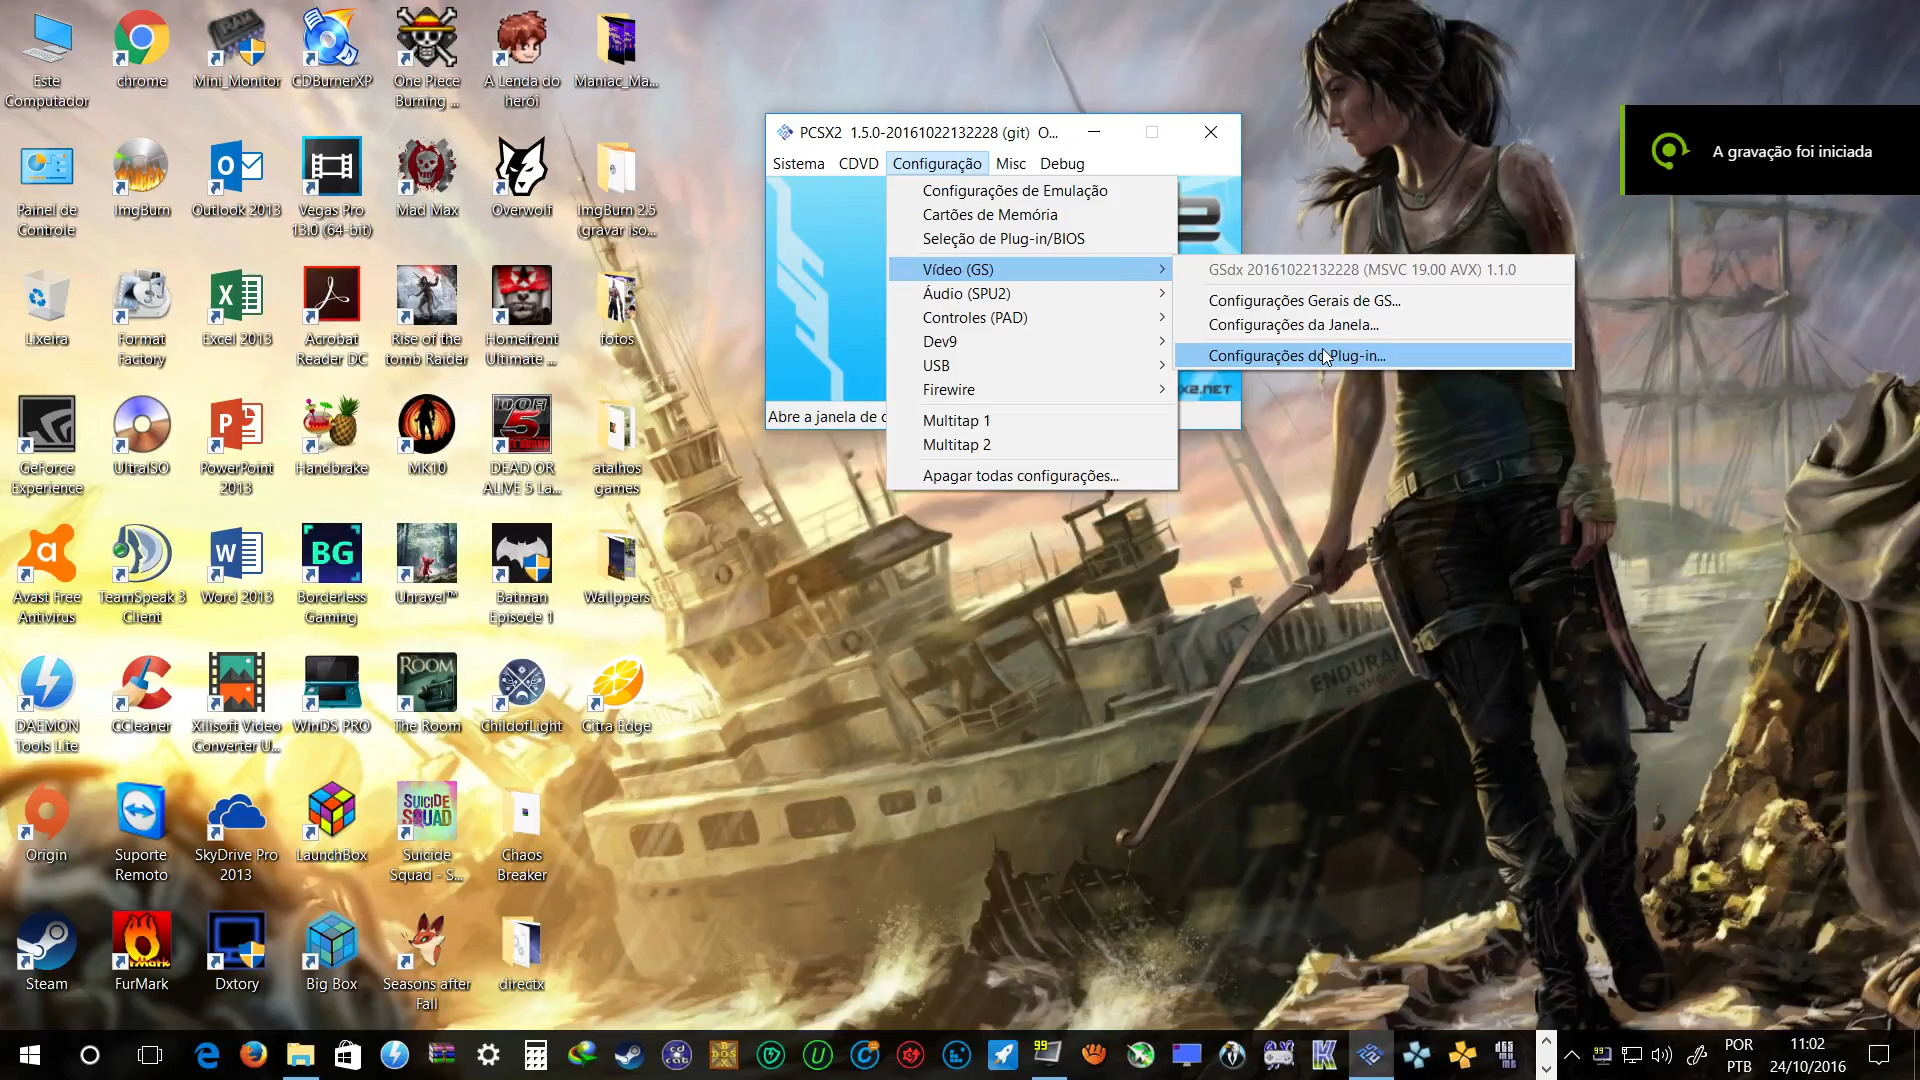 Este
Computador
chrome
Mini_Monitor
CDBurnerXP
One Piece
Burning ...
A Lenda do
herói
Maniac_Ma...
Painel de
Controle
ImgBurn
Outlook 2013
Vegas Pro
13.0 (64-bit)
Mad Max
Overwolf
ImgBurn 2.5
(gravar iso...
Lixeira
Format
Factory
Excel 2013
Acrobat
Reader DC
Rise of the
tomb Raider
Homefront
Ultimate ...
fotos
GeForce
Experience
UltraISO
PowerPoint
2013
Handbrake
MK10
DEAD OR
ALIVE 5 La...
atalhos
games
Avast Free
Antivirus
TeamSpeak 3
Client
Word 2013
BG
Borderless
Gaming
Unravel™
Batman
Episode 1
Wallppers
DAEMON
Tools Lite
CCleaner
Xilisoft Video
Converter U...
WinDS PRO
THE ROOM
The Room
ChildofLight
Citra Edge
Origin
Suporte
Remoto
SkyDrive Pro
2013
LaunchBox
SUICIDE
SQUAD
Suicide
Squad - S...
Chaos
Breaker
Steam
FurMark
Dxtory
Big Box
Seasons after
Fall
directx
PCSX2 1.5.0-20161022132228 (git) O...
Sistema CDVD Configuração Misc Debug
Configurações de Emulação
Cartões de Memória
Seleção de Plug-in/BIOS
Vídeo (GS)
Áudio (SPU2)
Controles (PAD)
Dev9
USB
Firewire
Multitap 1
Multitap 2
Apagar todas configurações...
Abre a janela de c
GSdx 20161022132228 (MSVC 19.00 AVX) 1.1.0
Configurações Gerais de GS...
Configurações da Janela...
Configurações do Plug-in...
X2.NET
A gravação foi iniciada
POR
PTB
11:02
24/10/2016